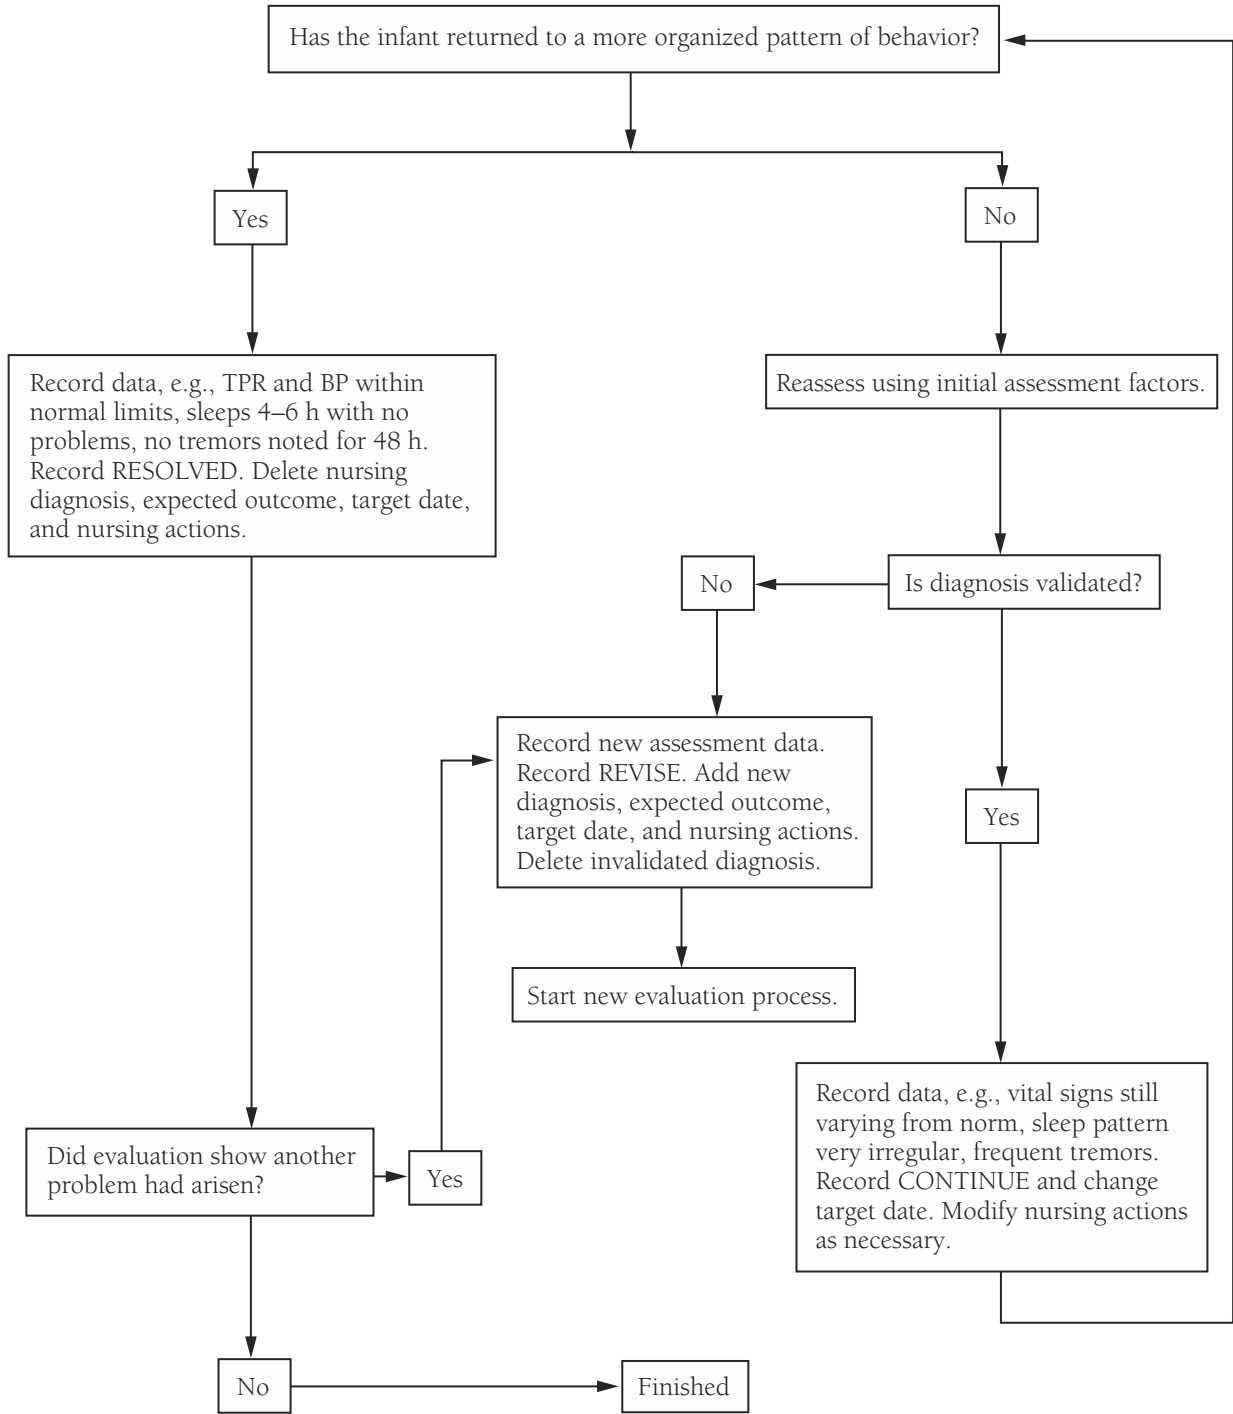 Has the infant returned to a more organized pattern of behavior?
Yes
No
Record data, e.g., TPR and BP within
normal limits, sleeps 4–6 h with no
problems, no tremors noted for 48 h.
Record RESOLVED. Delete nursing
diagnosis, expected outcome, target date,
and nursing actions.
Reassess using initial assessment factors.
No
Is diagnosis validated?
Record new assessment data.
Record REVISE. Add new
diagnosis, expected outcome,
target date, and nursing actions.
Delete invalidated diagnosis.
Yes
Start new evaluation process.
Record data, e.g., vital signs still
varying from norm, sleep pattern
very irregular, frequent tremors.
Record CONTINUE and change
target date. Modify nursing actions
as necessary.
Did evaluation show another
problem had arisen?
Yes
No
Finished